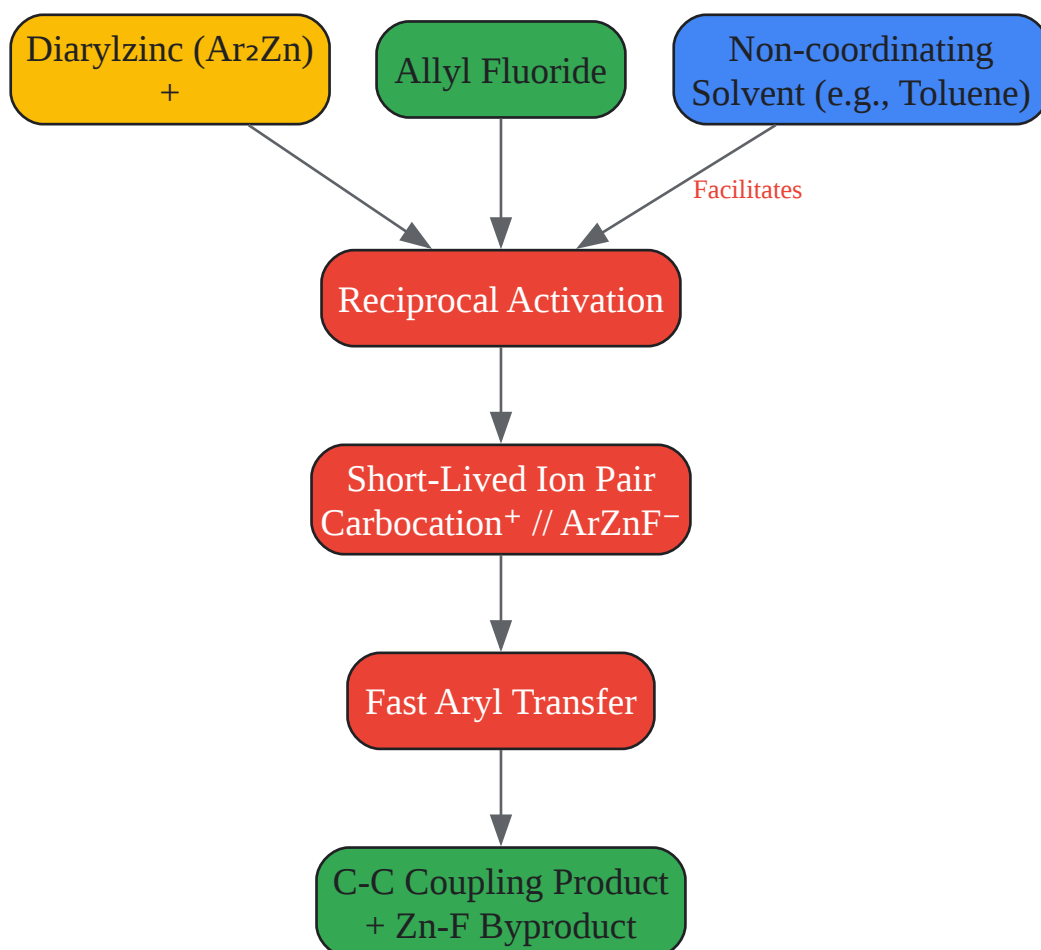 Diarylzinc (Ar₂Zn)
+
Allyl Fluoride
Non-coordinating
Solvent (e.g., Toluene)
Facilitates
Reciprocal Activation
Short-Lived Ion Pair
Carbocation⁺ // ArZnF⁻
Fast Aryl Transfer
C-C Coupling Product
+ Zn-F Byproduct